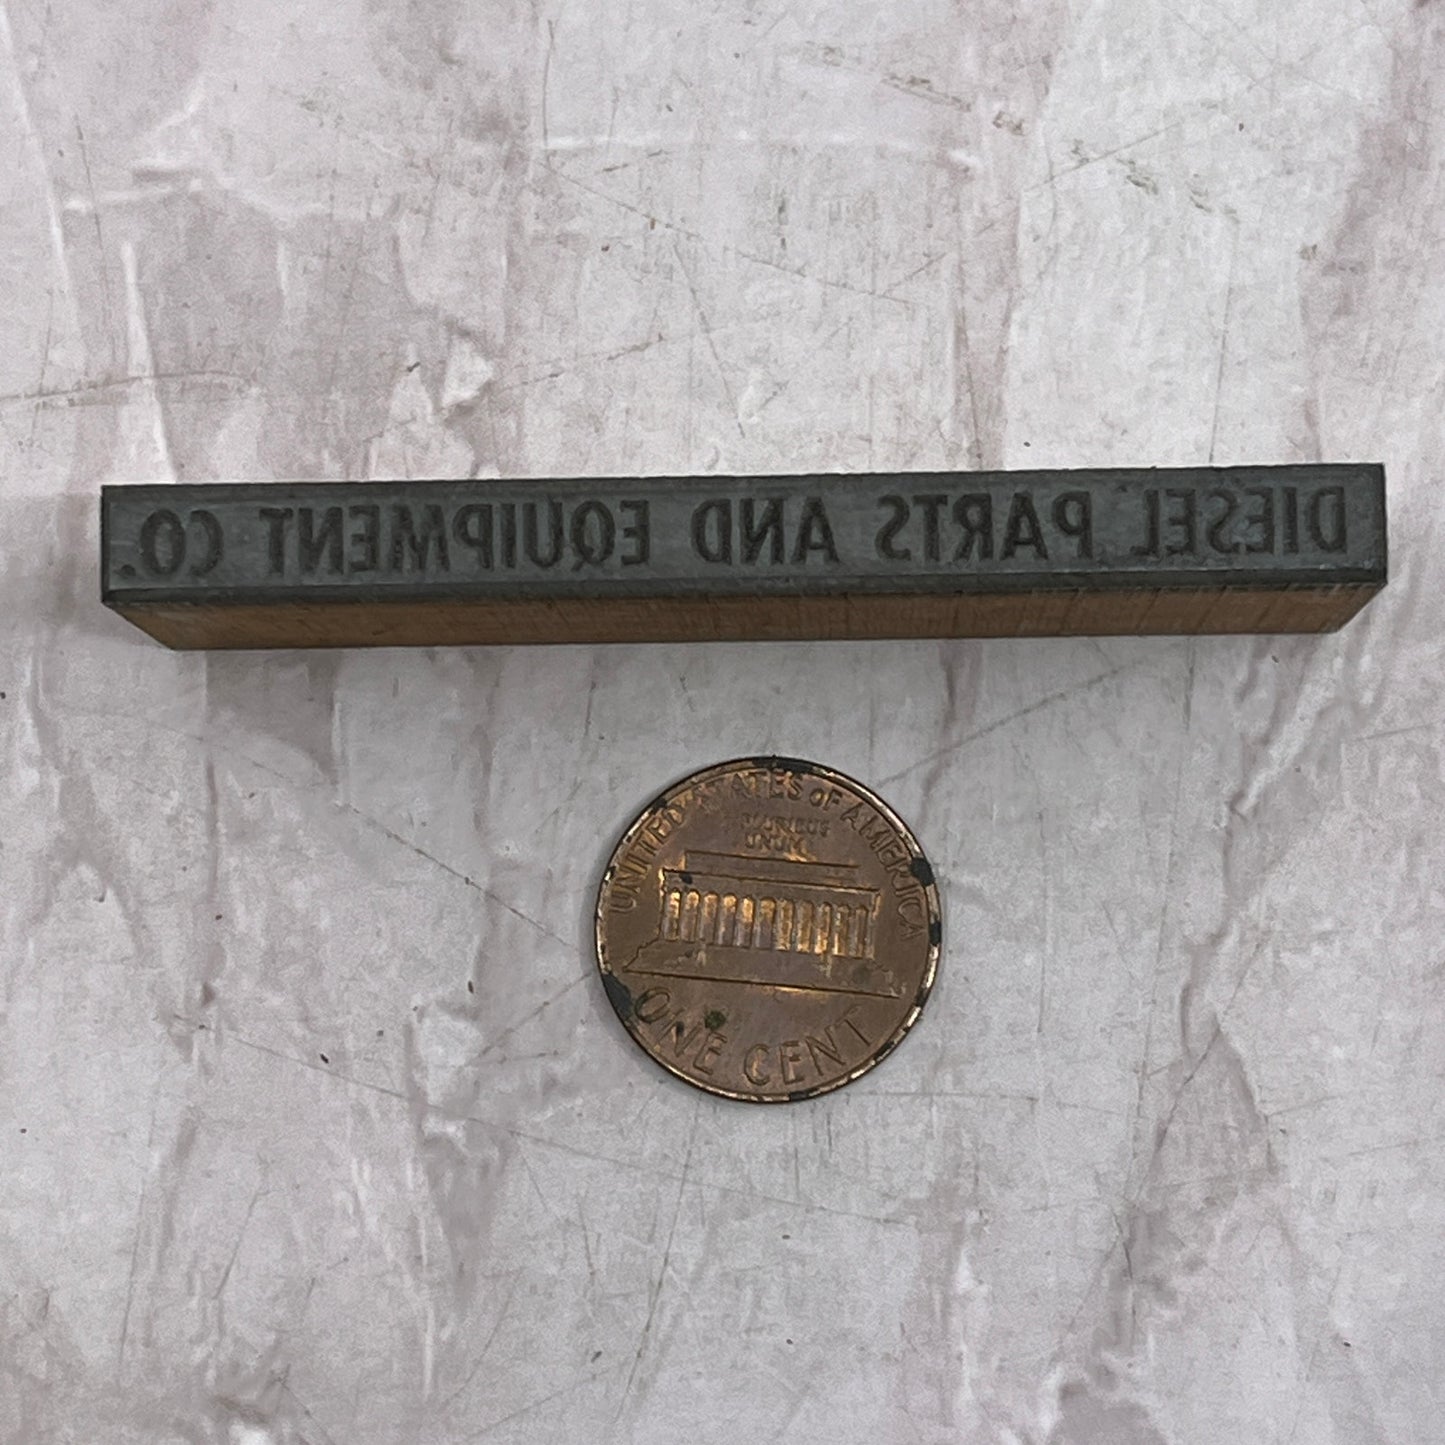 DIESEL PARTS AND EQUIPMENT CO.
UNITED STATES OF AMERICA
PLURIBUS
UNUM
ONE CENT